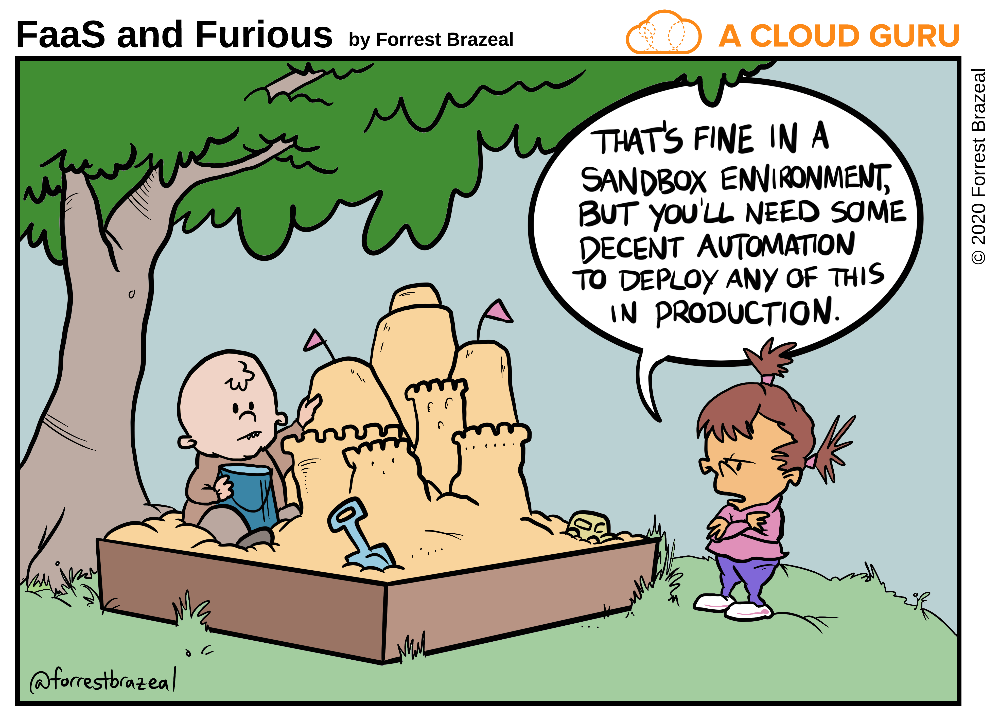 FaaS and Furious by Forrest Brazeal
A CLOUD GURU
© 2020 Forrest Brazeal
THAT'S FINE IN A
SANDBOX ENVIRONMENT,
BUT YOU'LL NEED SOME
DECENT AUTOMATION
TO DEPLOY ANY OF THIS
IN PRODUCTION.
@forrestbrazeal